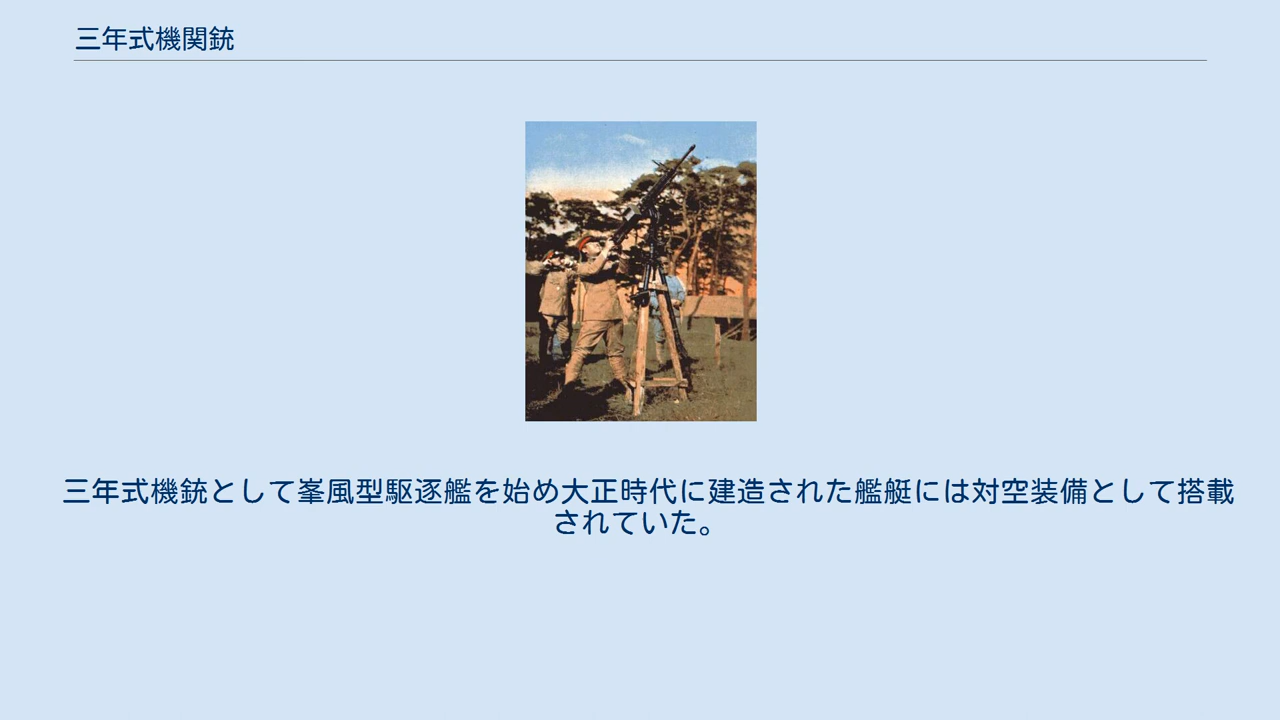 三年式機関銃
三年式機銃として峯風型駆逐艦を始め大正時代に建造された艦艇には対空装備として搭載
されていた。